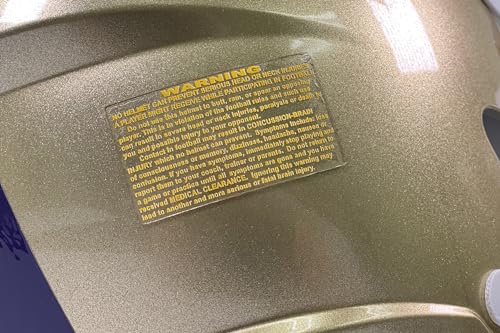 WARNING
NO HELMET CAN PREVENT SERIOUS HEAD OR NECK INJURIES
A PLAYER MIGHT RECEIVE WHILE PARTICIPATING IN FOOTBALL.
Do not use this helmet to butt, ram, or spear an opposing
player. This is in violation of the football rules and such use
can result in severe head or neck injuries, paralysis or death to
you and possible injury to your opponent.
Contact in football may result in CONCUSSION-BRAIN
INJURY which no helmet can prevent. Symptoms include: loss
of consciousness or memory, dizziness, headache, nausea or
confusion. If you have symptoms, immediately stop playing and
report them to your coach, trainer or parents. Do not return to
a game or practice until all symptoms are gone and you have
received MEDICAL CLEARANCE. Ignoring this warning may
lead to another and more serious or fatal brain injury.